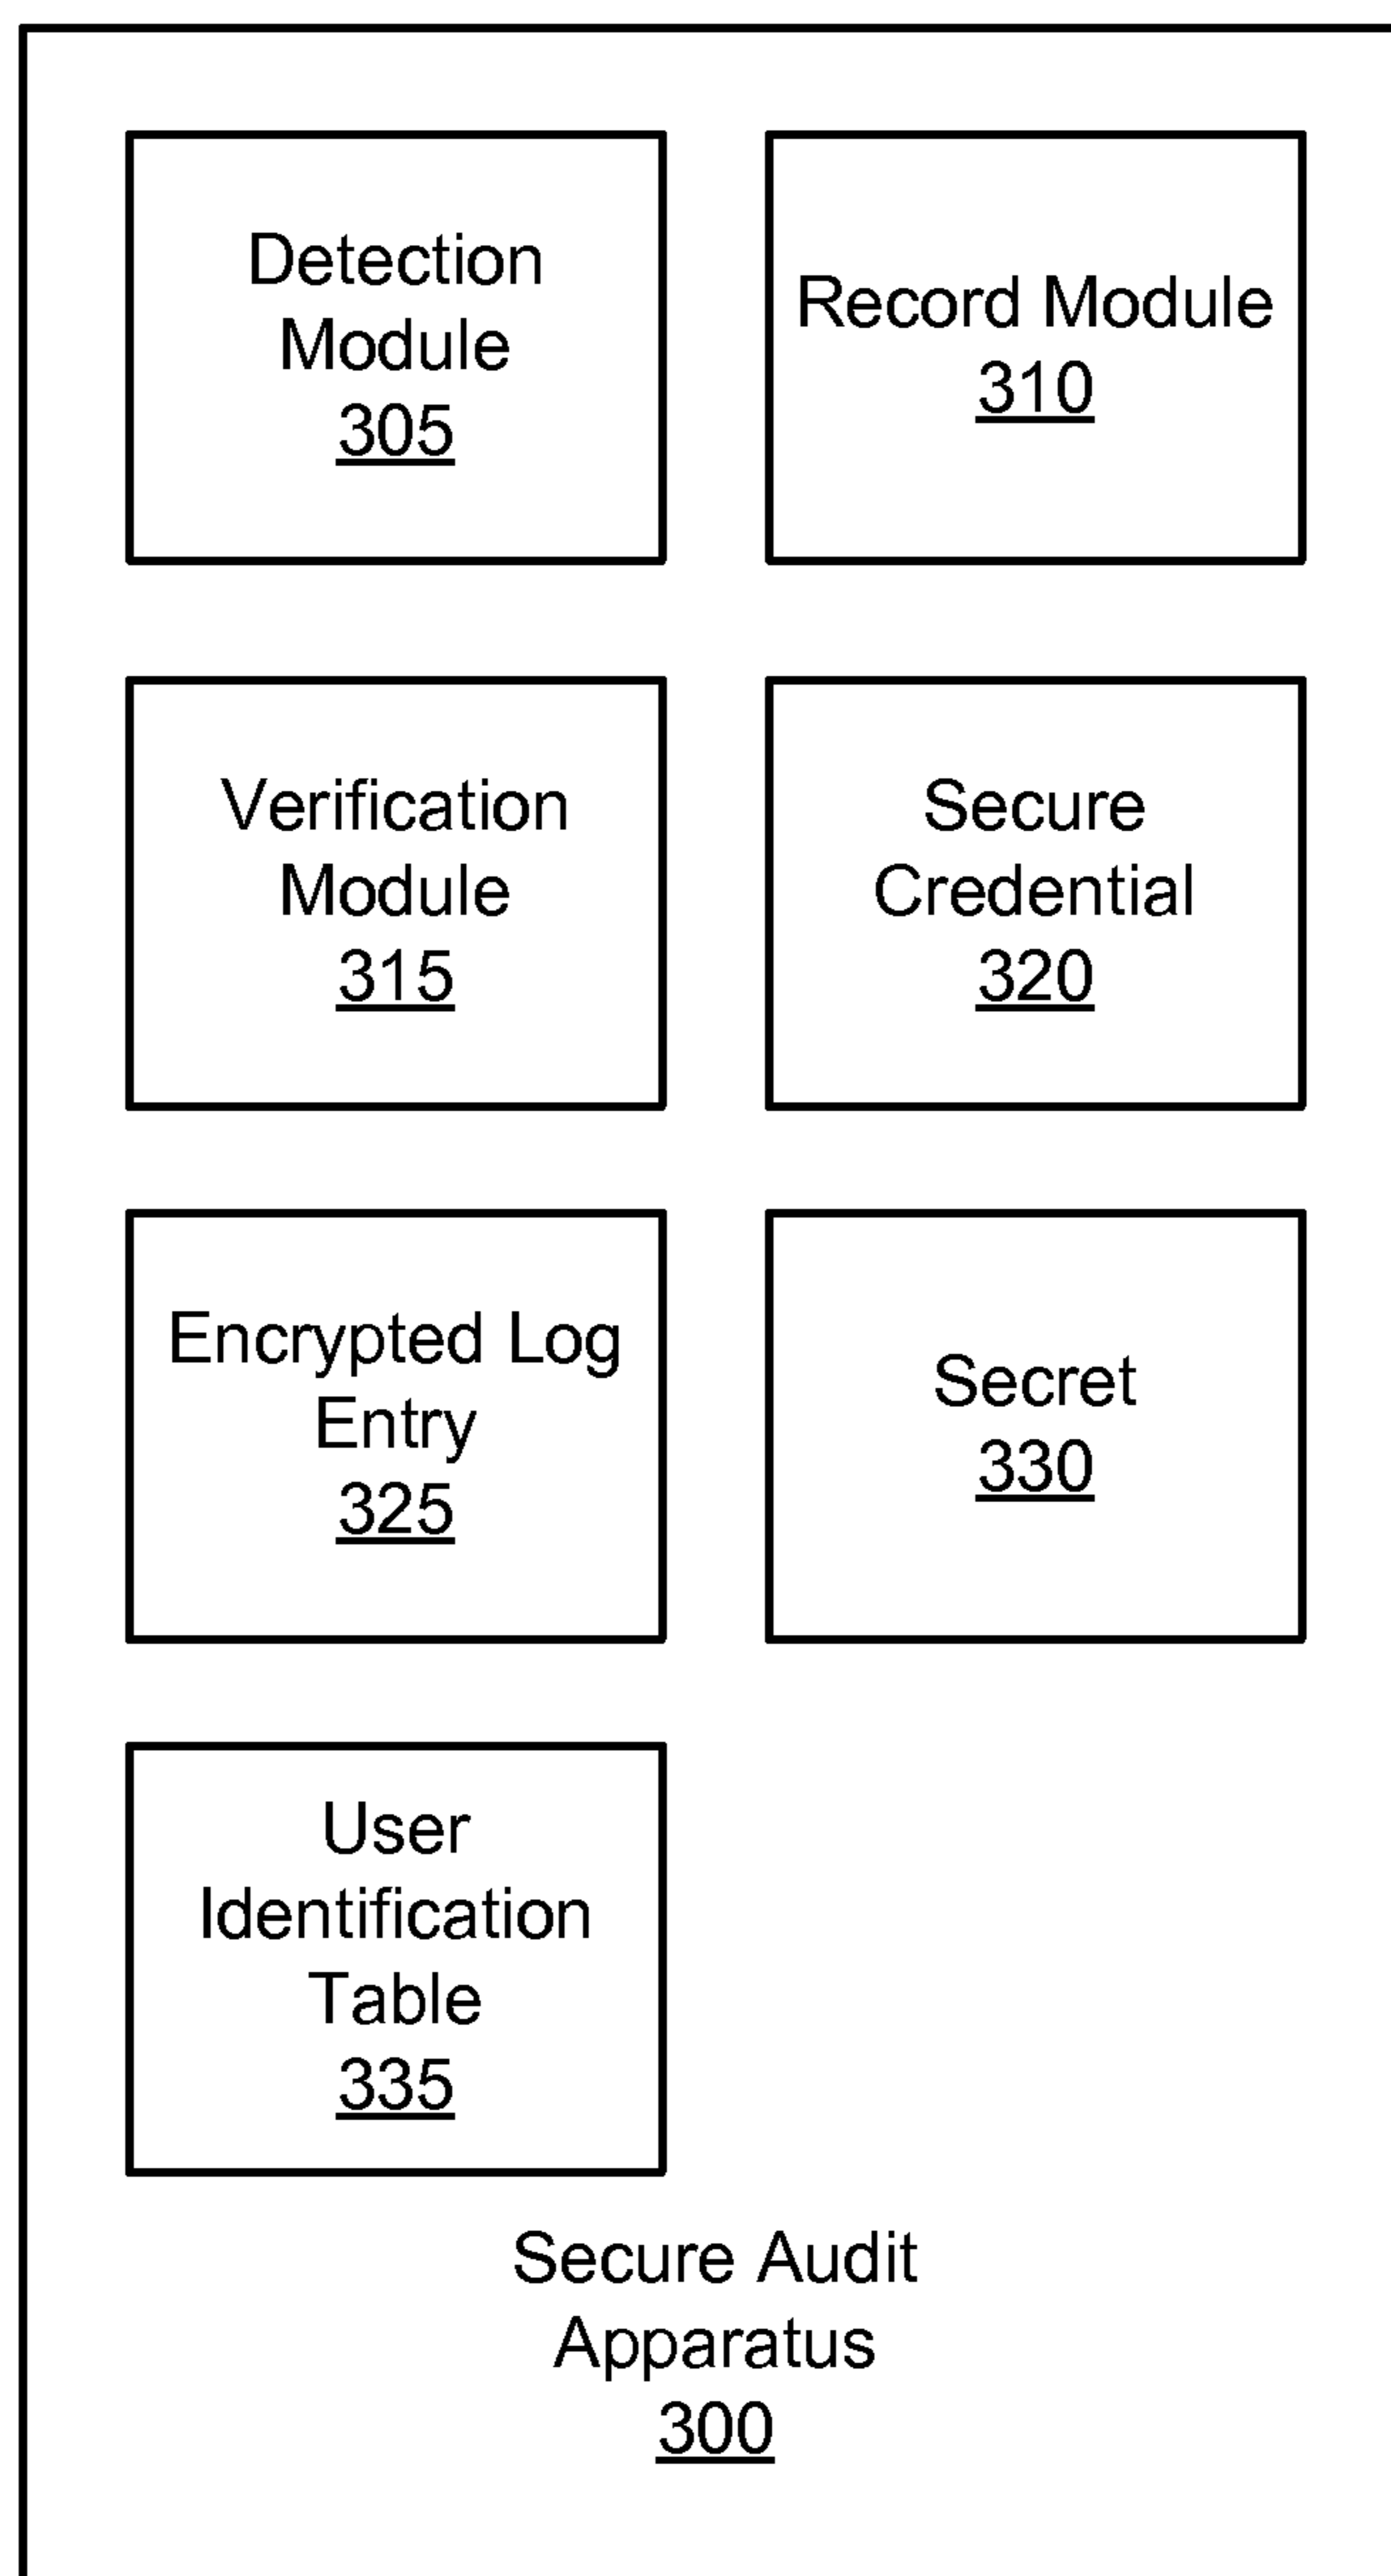 Detection
Module
305
Record Module
310
Verification
Module
315
Secure
Credential
320
Encrypted Log
Entry
325
Secret
330
User
Identification
Table
335
Secure Audit
Apparatus
300